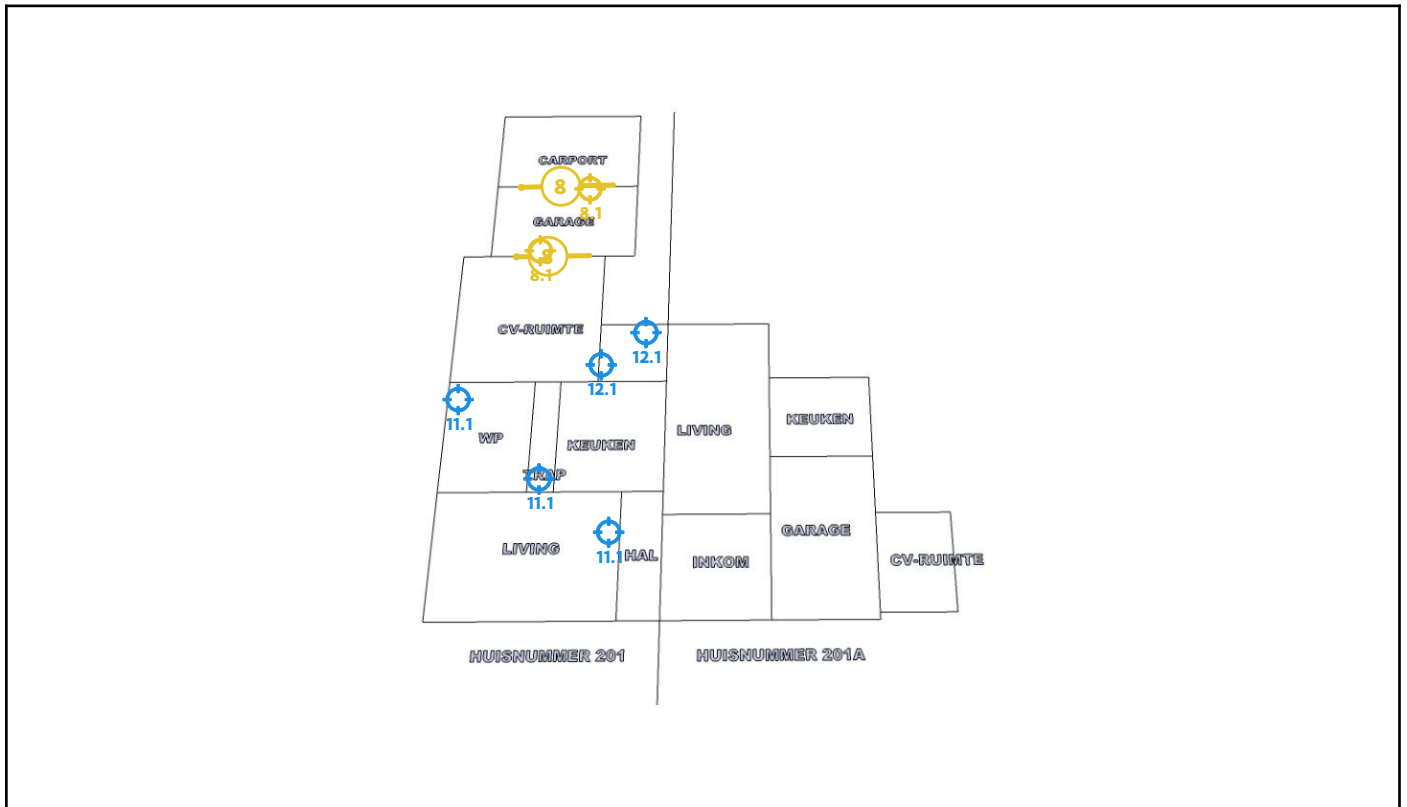 CARPORT
8
8.1
GARAGE
8
8.1
CV-RUIMTE
12.1
12.1
11.1
WP
KEUKEN
LIVING
KEUKEN
TRAP
11.1
GARAGE
LIVING
11.1
HAL
INKOM
CV-RUIMTE
HUISNUMMER 201
HUISNUMMER 201A